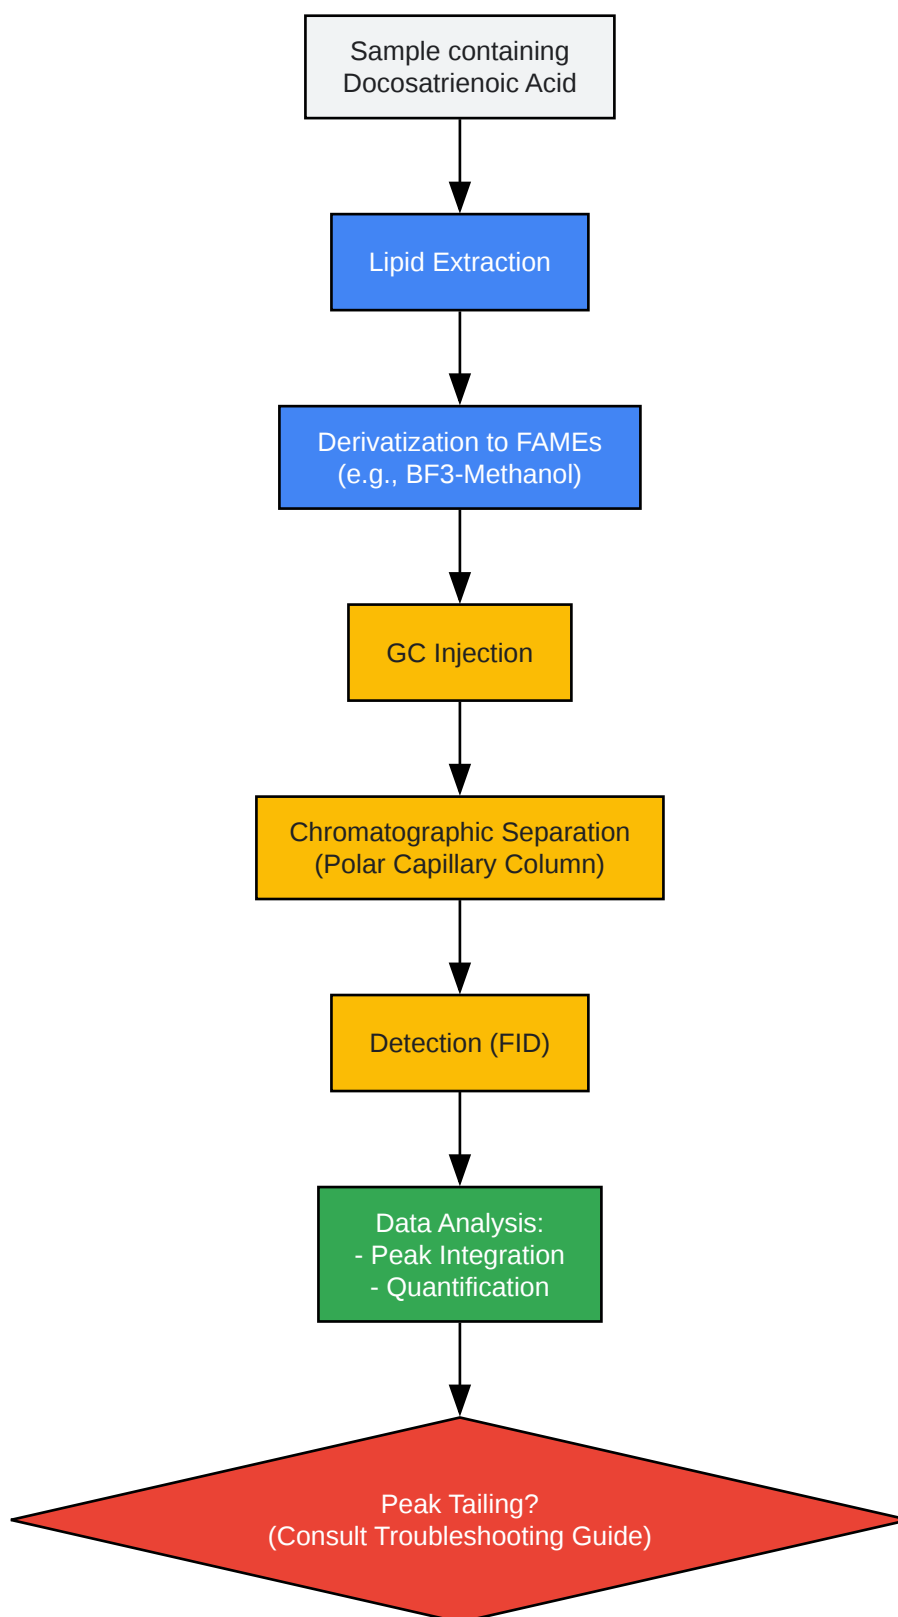 Sample containing
Docosatrienoic Acid
Lipid Extraction
Derivatization to FAMEs
(e.g., BF3-Methanol)
GC Injection
Chromatographic Separation
(Polar Capillary Column)
Detection (FID)
Data Analysis:
- Peak Integration
- Quantification
Peak Tailing?
(Consult Troubleshooting Guide)